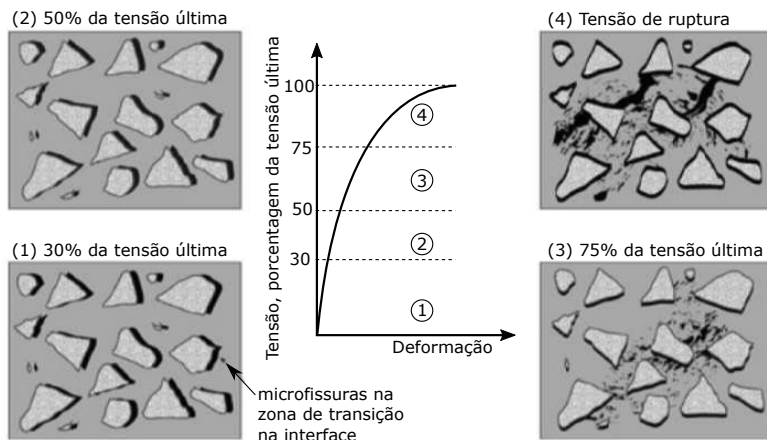 (2) 50% da tensão última
(4) Tensão de ruptura
Tensão, porcentagem da tensão última
100
75
50
30
④
③
②
①
Deformação
(1) 30% da tensão última
(3) 75% da tensão última
microfissuras na
zona de transição
na interface